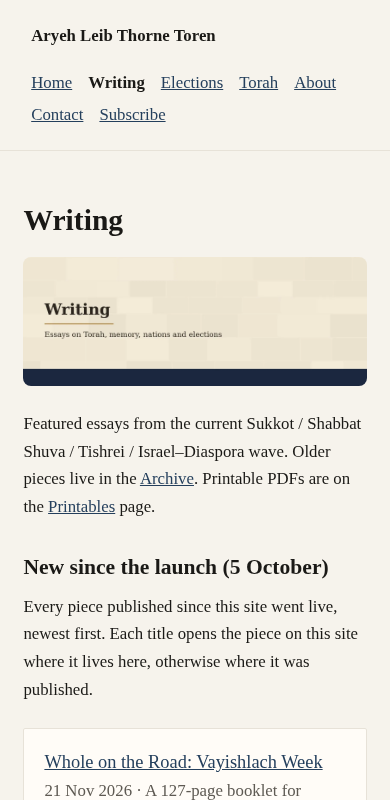 Aryeh Leib Thorne Toren
Home Writing Elections Torah About
Contact Subscribe
Writing
Writing
Essays on Torah, memory, nations and elections
Featured essays from the current Sukkot / Shabbat
Shuva / Tishrei / Israel–Diaspora wave. Older
pieces live in the Archive. Printable PDFs are on
the Printables page.
New since the launch (5 October)
Every piece published since this site went live,
newest first. Each title opens the piece on this site
where it lives here, otherwise where it was
published.
Whole on the Road: Vayishlach Week
21 Nov 2026 · A 127-page booklet for